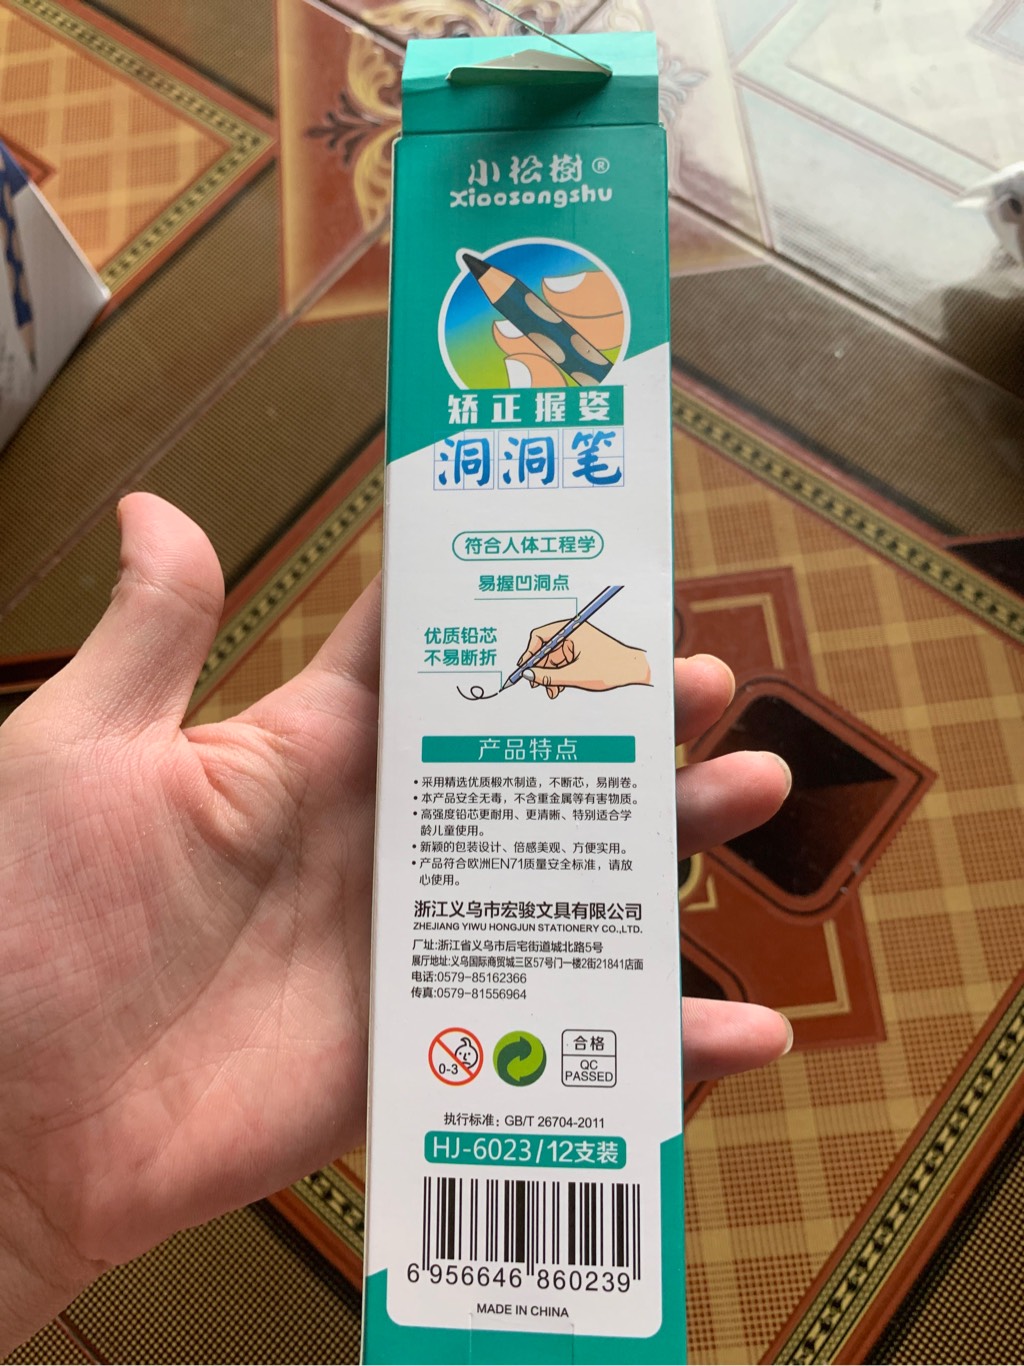 小松樹®
Xiaosongshu
矫正握姿
洞洞笔
符合人体工程学
易握凹洞点
优质铅芯
不易断折
产品特点
• 采用精选优质椴木制造，不断芯，易削卷。
• 本产品安全无毒，不含重金属等有害物质。
• 高强度铅芯更耐用、更清晰、特别适合学
龄儿童使用。
• 新颖的包装设计、倍感美观、方便实用。
• 产品符合欧洲EN71质量安全标准，请放
心使用。
浙江义乌市宏骏文具有限公司
ZHEJIANG YIWU HONGJUN STATIONERY CO.,LTD.
厂址:浙江省义乌市后宅街道城北路5号
展厅地址:义乌国际商贸城三区57号门一楼2街21841店面
电话:0579-85162366
传真:0579-81556964
0-3
合格
QC
PASSED
执行标准：GB/T 26704-2011
HJ-6023/12支装
6 956646 860239
MADE IN CHINA